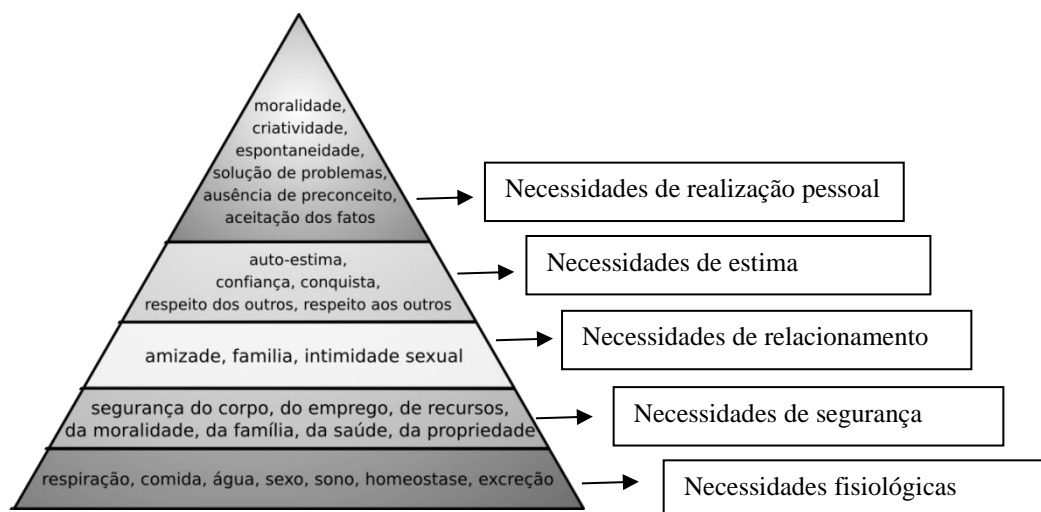 moralidade,
criatividade,
espontaneidade,
solução de problemas,
ausência de preconceito,
aceitação dos fatos
Necessidades de realização pessoal
auto-estima,
confiança, conquista,
respeito dos outros, respeito aos outros
Necessidades de estima
amizade, familia, intimidade sexual
Necessidades de relacionamento
segurança do corpo, do emprego, de recursos,
da moralidade, da família, da saúde, da propriedade
Necessidades de segurança
respiração, comida, água, sexo, sono, homeostase, excreção
Necessidades fisiológicas